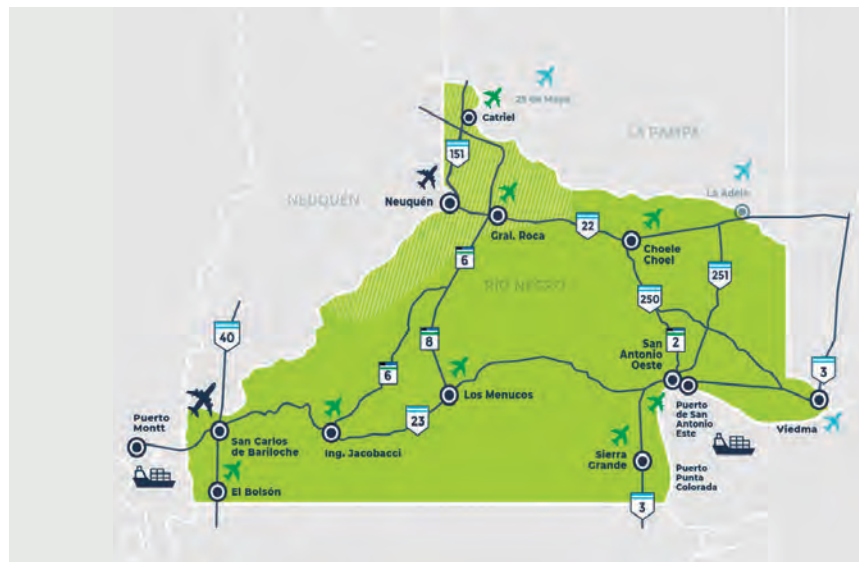 25 de Mayo
Catriel
LA PAMPA
151
La Adela
NEUQUÉN
Neuquén
Gral. Roca
22
Choele
Choel
6
251
RÍO NEGRO
250
40
8
San
Antonio
Oeste
2
6
3
Los Menucos
Puerto
Montt
23
Puerto
de San
Antonio
Este
Viedma
San Carlos
de Bariloche
Ing. Jacobacci
Sierra
Grande
Puerto
Punta
Colorada
El Bolsón
3